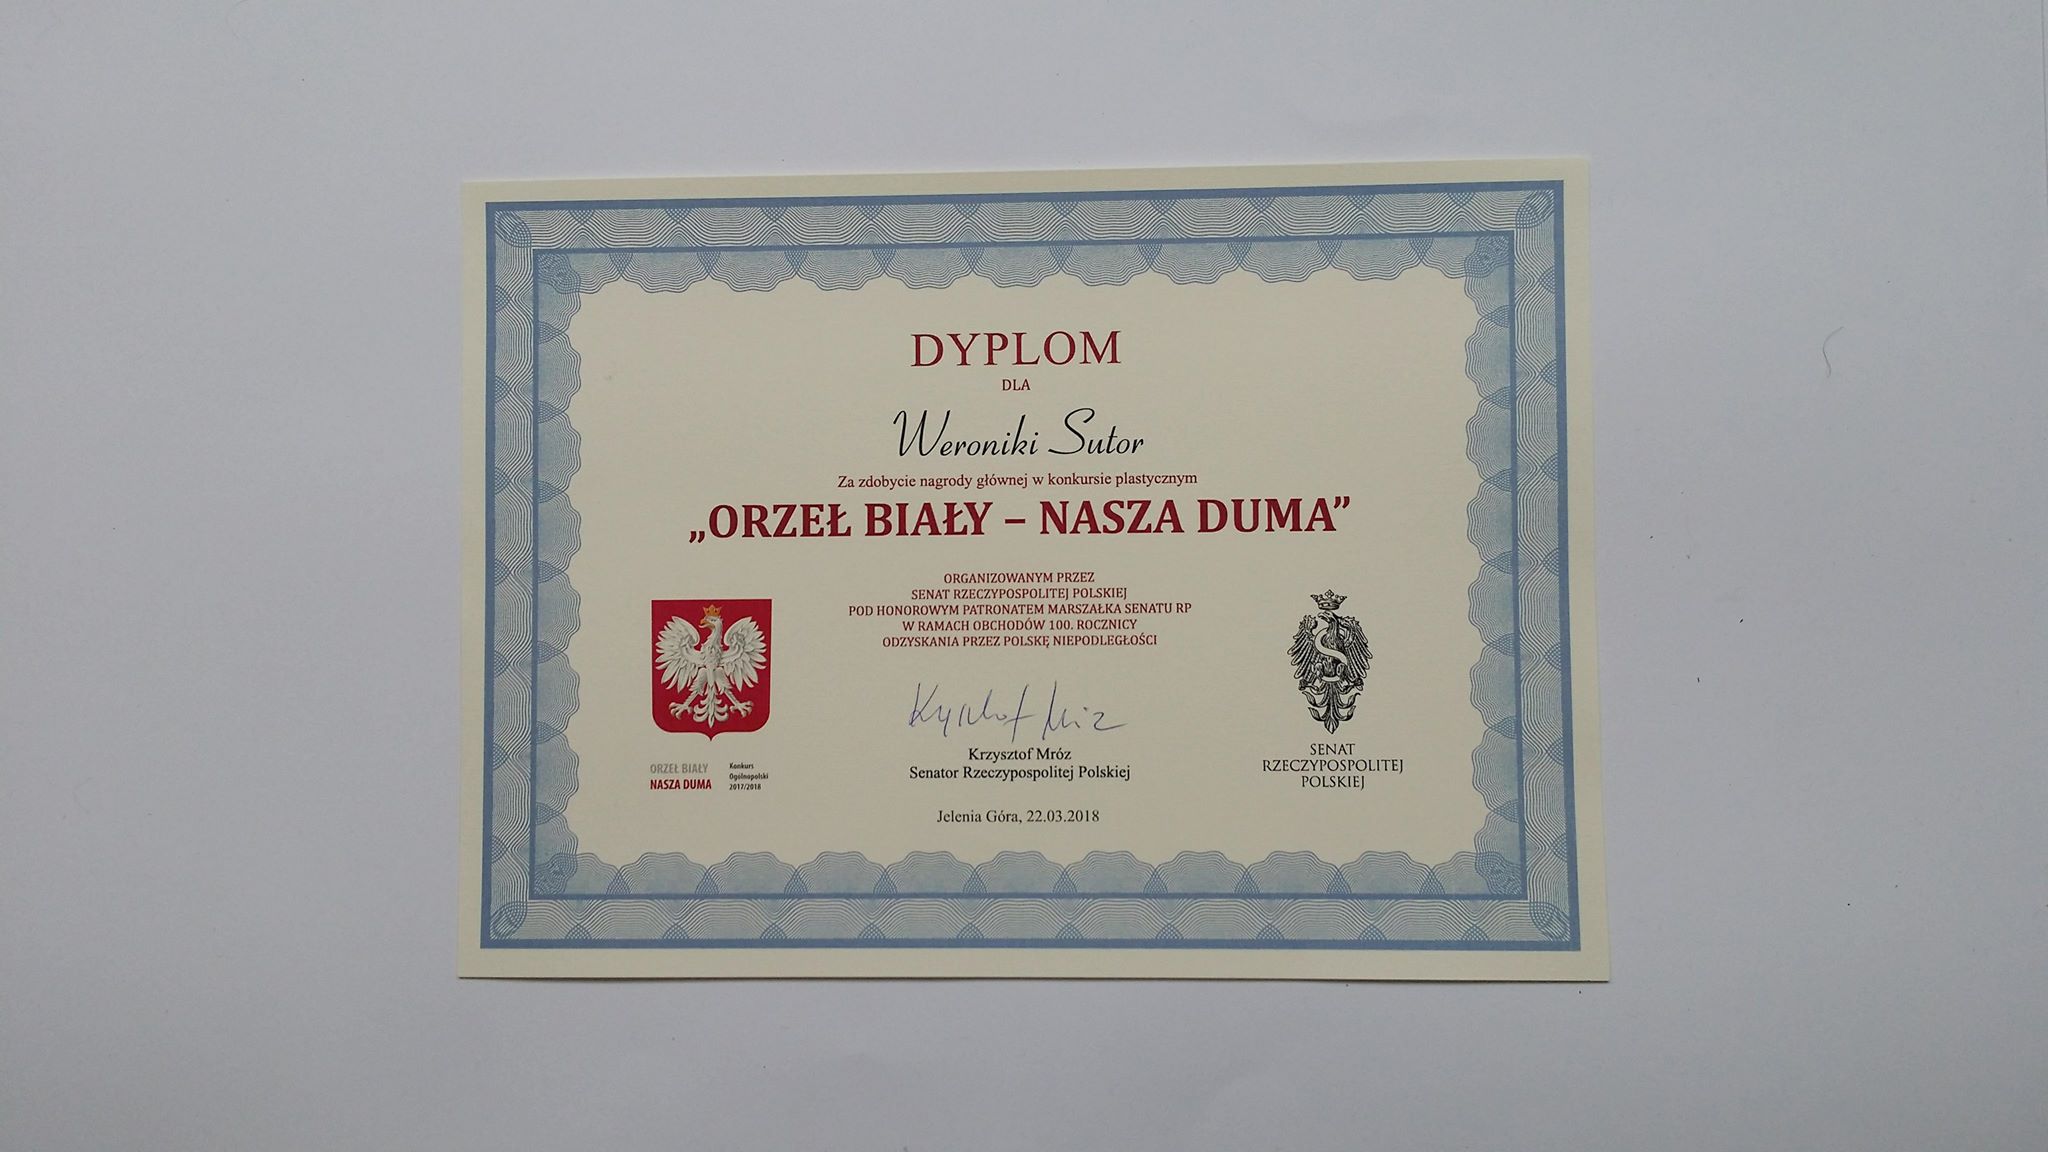 DYPLOM
DLA
Weroniki Sutor
Za zdobycie nagrody głównej w konkursie plastycznym
„ORZEŁ BIAŁY – NASZA DUMA”
ORGANIZOWANYM PRZEZ
SENAT RZECZYPOSPOLITEJ POLSKIEJ
POD HONOROWYM PATRONATEM MARSZAŁKA SENATU RP
W RAMACH OBCHODÓW 100. ROCZNICY
ODZYSKANIA PRZEZ POLSKĘ NIEPODLEGŁOŚCI
Krzysztof Mróz
Krzysztof Mróz
Senator Rzeczypospolitej Polskiej
Jelenia Góra, 22.03.2018
ORZEŁ BIAŁY
NASZA DUMA
Konkurs
Ogólnopolski
2017/2018
SENAT
RZECZYPOSPOLITEJ
POLSKIEJ